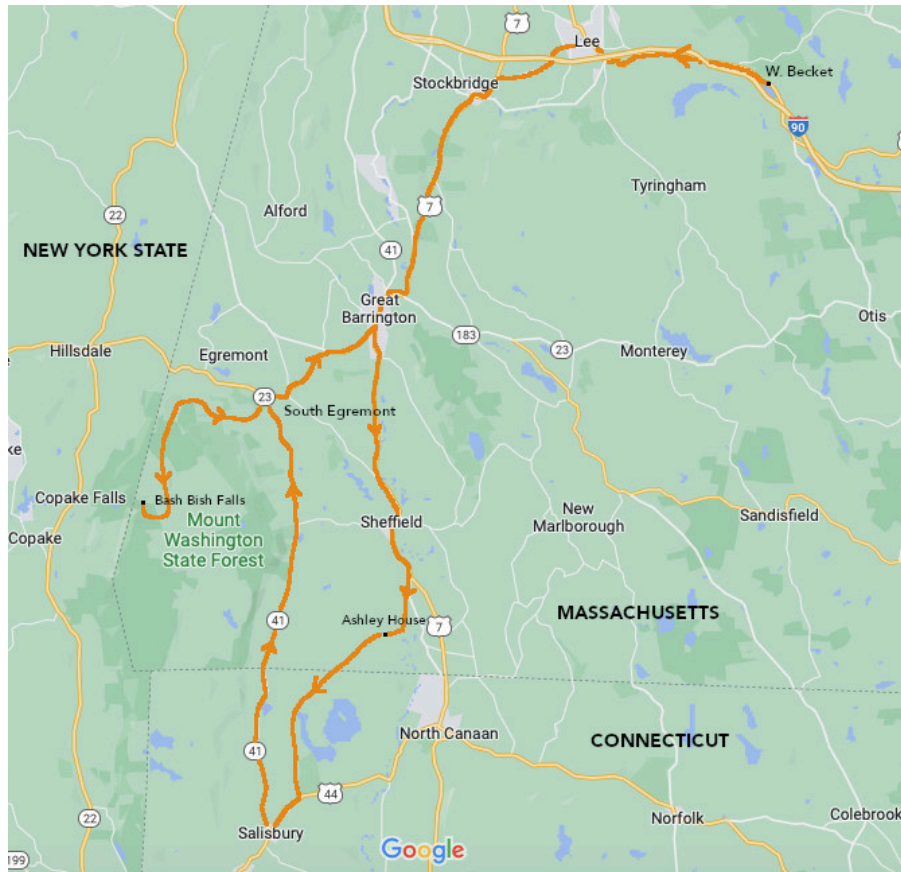 7
Lee
W. Becket
Stockbridge
90
Tyringham
22
Alford
7
NEW YORK STATE
41
Great
Barrington
Otis
183
Hillsdale
Egremont
23
Monterey
23
South Egremont
ke
Copake Falls
Bash Bish Falls
Mount
Washington
State Forest
Sheffield
New
Marlborough
Sandisfield
Copake
MASSACHUSETTS
Ashley House
41
7
North Canaan
CONNECTICUT
41
44
22
Salisbury
Norfolk
Colebrook
Google
199